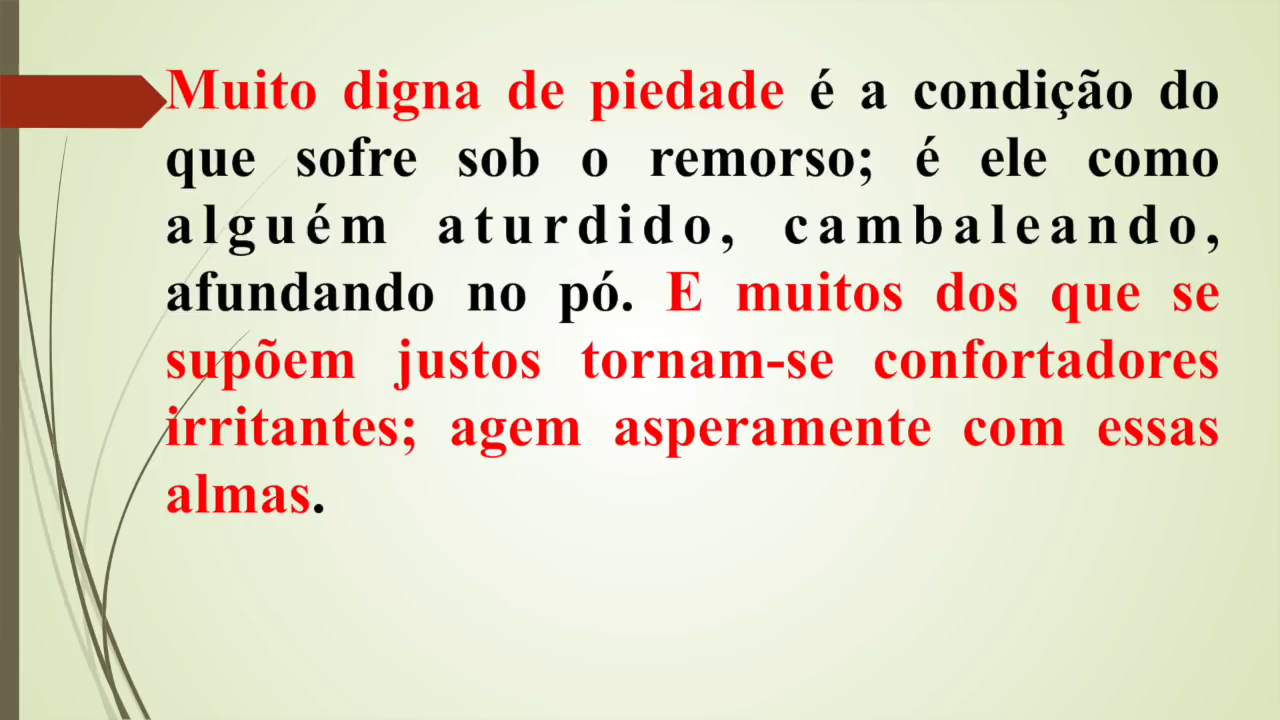 Muito digna de piedade é a condição do
que sofre sob o remorso; é ele como
alguém aturdido, cambaleando,
afundando no pó. E muitos dos que se
supõem justos tornam-se confortadores
irritantes; agem asperamente com essas
almas.